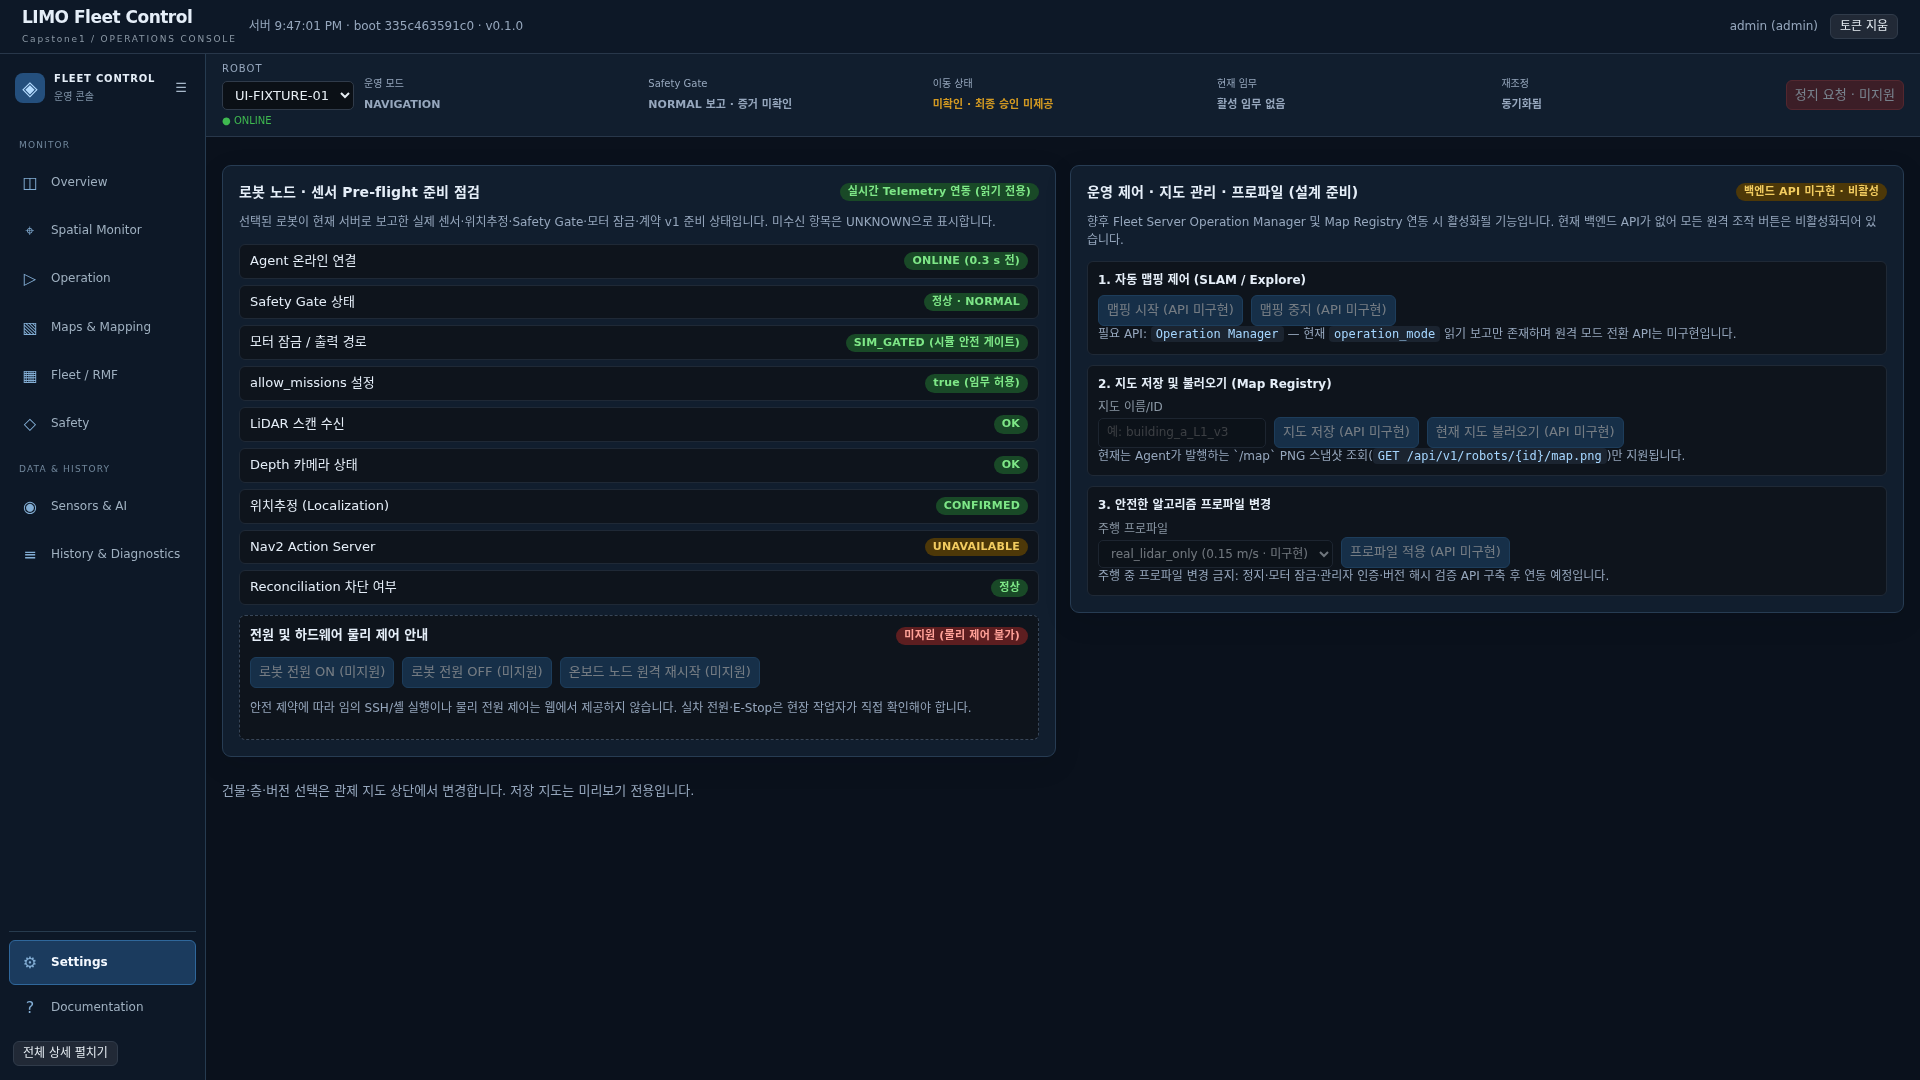 LIMO Fleet Control
Capstone1 / OPERATIONS CONSOLE
서버 9:47:01 PM · boot 335c463591c0 · v0.1.0
admin (admin)
토큰 지움
FLEET CONTROL
운영 콘솔
MONITOR
Overview
Spatial Monitor
Operation
Maps & Mapping
Fleet / RMF
Safety
DATA & HISTORY
Sensors & AI
History & Diagnostics
Settings
? Documentation
전체 상세 펼치기
ROBOT
UI-FIXTURE-01
● ONLINE
운영 모드
NAVIGATION
Safety Gate
NORMAL 보고 · 증거 미확인
이동 상태
미확인 · 최종 승인 미제공
현재 임무
활성 임무 없음
재조정
동기화됨
정지 요청 · 미지원
로봇 노드 · 센서 Pre-flight 준비 점검
실시간 Telemetry 연동 (읽기 전용)
선택된 로봇이 현재 서버로 보고한 실제 센서·위치추정·Safety Gate·모터 잠금·계약 v1 준비 상태입니다. 미수신 항목은 UNKNOWN으로 표시합니다.
Agent 온라인 연결
ONLINE (0.3 s 전)
Safety Gate 상태
정상 · NORMAL
모터 잠금 / 출력 경로
SIM_GATED (시뮬 안전 게이트)
allow_missions 설정
true (임무 허용)
LiDAR 스캔 수신
OK
Depth 카메라 상태
OK
위치추정 (Localization)
CONFIRMED
Nav2 Action Server
UNAVAILABLE
Reconciliation 차단 여부
정상
전원 및 하드웨어 물리 제어 안내
미지원 (물리 제어 불가)
로봇 전원 ON (미지원)
로봇 전원 OFF (미지원)
온보드 노드 원격 재시작 (미지원)
안전 제약에 따라 임의 SSH/셸 실행이나 물리 전원 제어는 웹에서 제공하지 않습니다. 실차 전원·E-Stop은 현장 작업자가 직접 확인해야 합니다.
건물·층·버전 선택은 관제 지도 상단에서 변경합니다. 저장 지도는 미리보기 전용입니다.
운영 제어 · 지도 관리 · 프로파일 (설계 준비)
백엔드 API 미구현 · 비활성
향후 Fleet Server Operation Manager 및 Map Registry 연동 시 활성화될 기능입니다. 현재 백엔드 API가 없어 모든 원격 조작 버튼은 비활성화되어 있
습니다.
1. 자동 맵핑 제어 (SLAM / Explore)
맵핑 시작 (API 미구현)
맵핑 중지 (API 미구현)
필요 API: Operation Manager — 현재 operation_mode 읽기 보고만 존재하며 원격 모드 전환 API는 미구현입니다.
2. 지도 저장 및 불러오기 (Map Registry)
지도 이름/ID
예: building_a_L1_v3
지도 저장 (API 미구현)
현재 지도 불러오기 (API 미구현)
현재는 Agent가 발행하는 `/map` PNG 스냅샷 조회(GET /api/v1/robots/{id}/map.png)만 지원됩니다.
3. 안전한 알고리즘 프로파일 변경
주행 프로파일
real_lidar_only (0.15 m/s · 미구현)
프로파일 적용 (API 미구현)
주행 중 프로파일 변경 금지: 정지·모터 잠금·관리자 인증·버전 해시 검증 API 구축 후 연동 예정입니다.